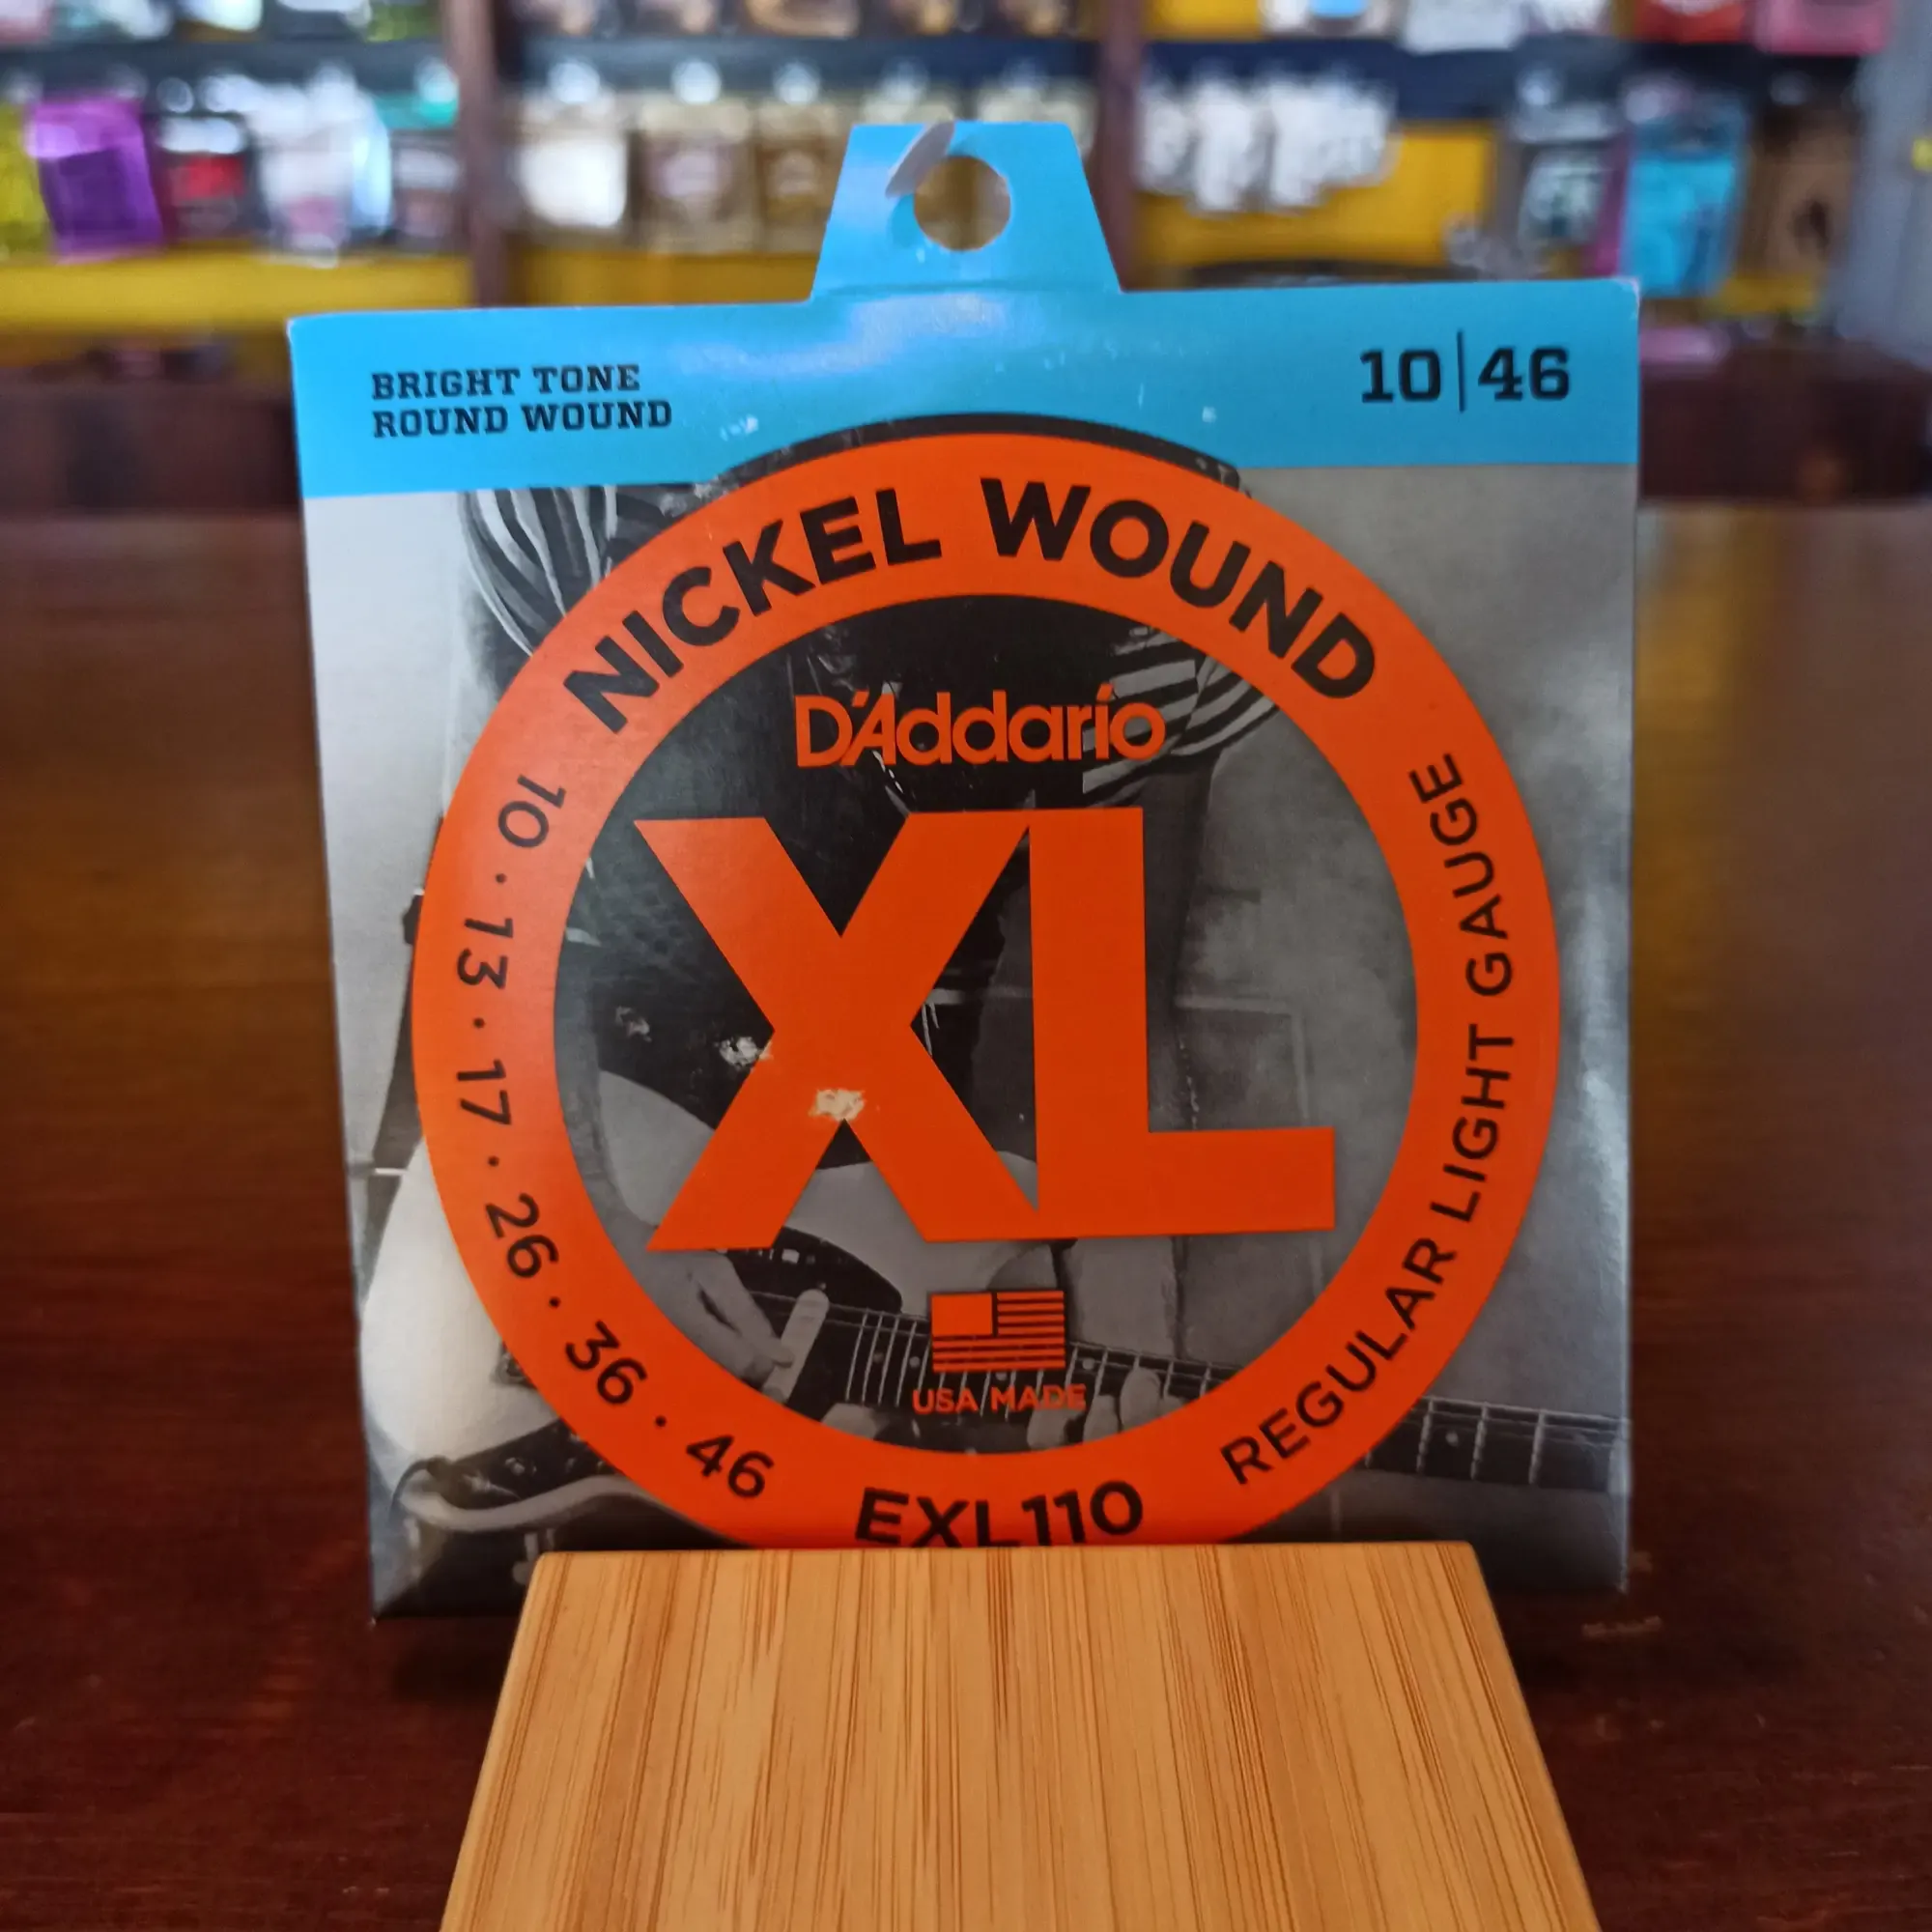 BRIGHT TONE
ROUND WOUND
10|46
NICKEL WOUND
D'Addario
XL
USA MADE
10 · 13 · 17 · 26 · 36 · 46
EXL110
REGULAR LIGHT GAUGE